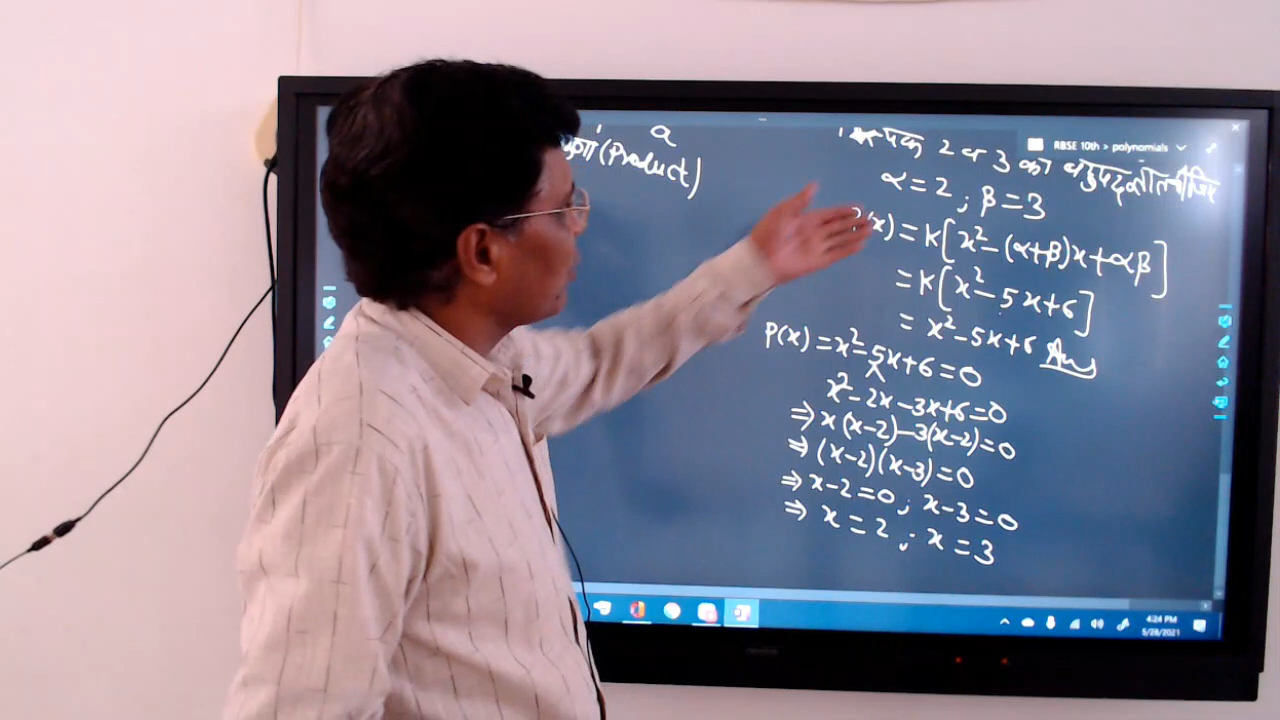 a
(Product)
2 व 3 का
RBSE 10th > polynomials
α = 2 ; β = 3
(x) = K[x² - (α+β)x + αβ]
= K[x² - 5x + 6]
= x² - 5x + 6 Ans
P(x) = x² - 5x + 6 = 0
x² - 2x - 3x + 6 = 0
⇒ x(x-2) - 3(x-2) = 0
⇒ (x-2)(x-3) = 0
⇒ x-2 = 0 ; x-3 = 0
⇒ x = 2 ; x = 3
4:24 PM
5/28/2021